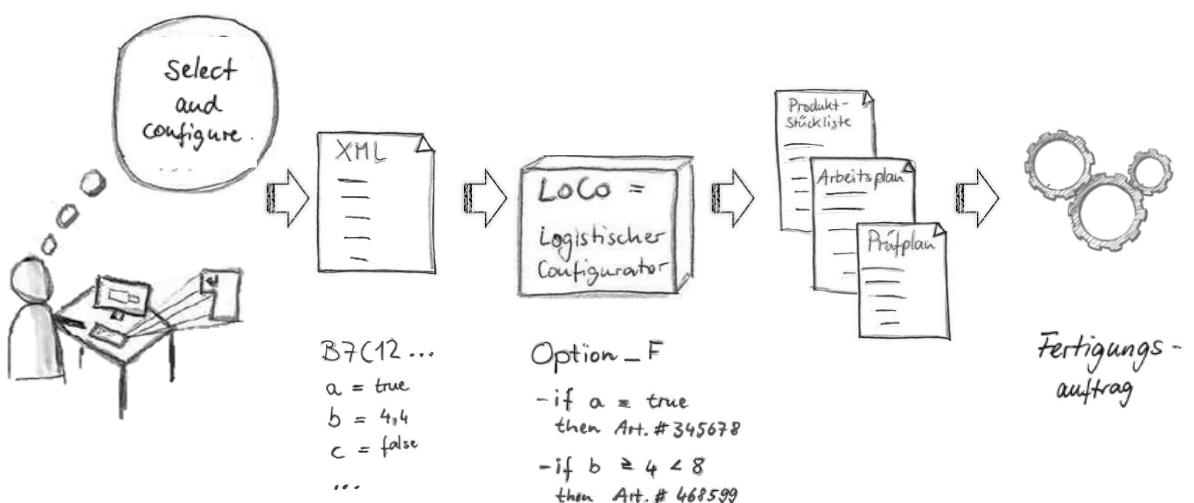 Select
and
configure.
...
XML
B7C12 ...
a = true
b = 4,4
c = false
...
LoCo =
Logistischer
Configurator
Option_F
-if a = true
then Art. # 345678
-if b ≥ 4 < 8
then Art. # 468599
Produkt-
Stückliste
Arbeitsplan
Prüfplan
Fertigungs-
auftrag